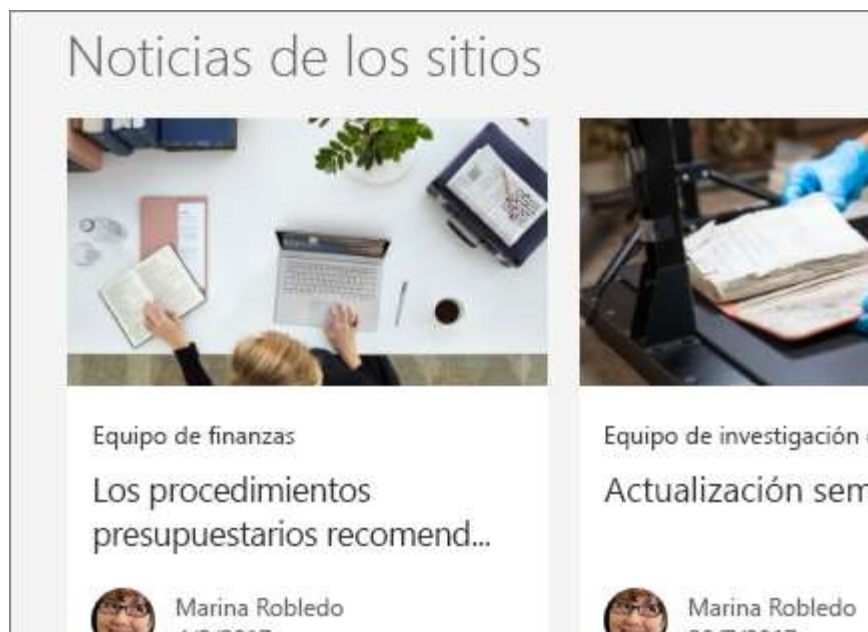 Noticias de los sitios
Equipo de finanzas
Los procedimientos
presupuestarios recomend...
Marina Robledo
Equipo de investigación
Actualización sem
Marina Robledo